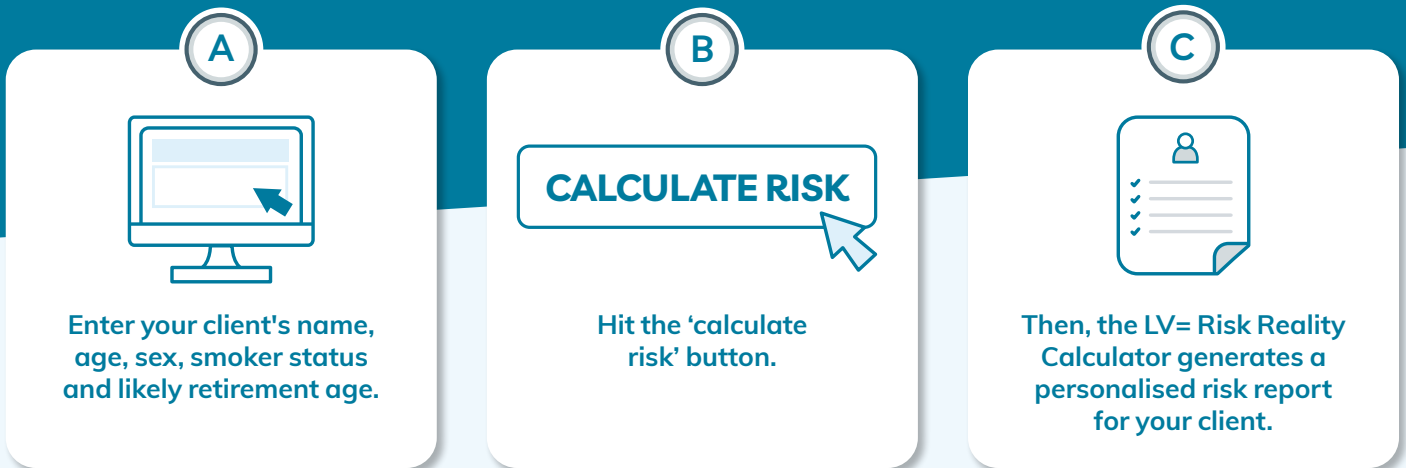 A
Enter your client's name,
age, sex, smoker status
and likely retirement age.
B
CALCULATE RISK
Hit the ‘calculate
risk’ button.
C
Then, the LV= Risk Reality
Calculator generates a
personalised risk report
for your client.